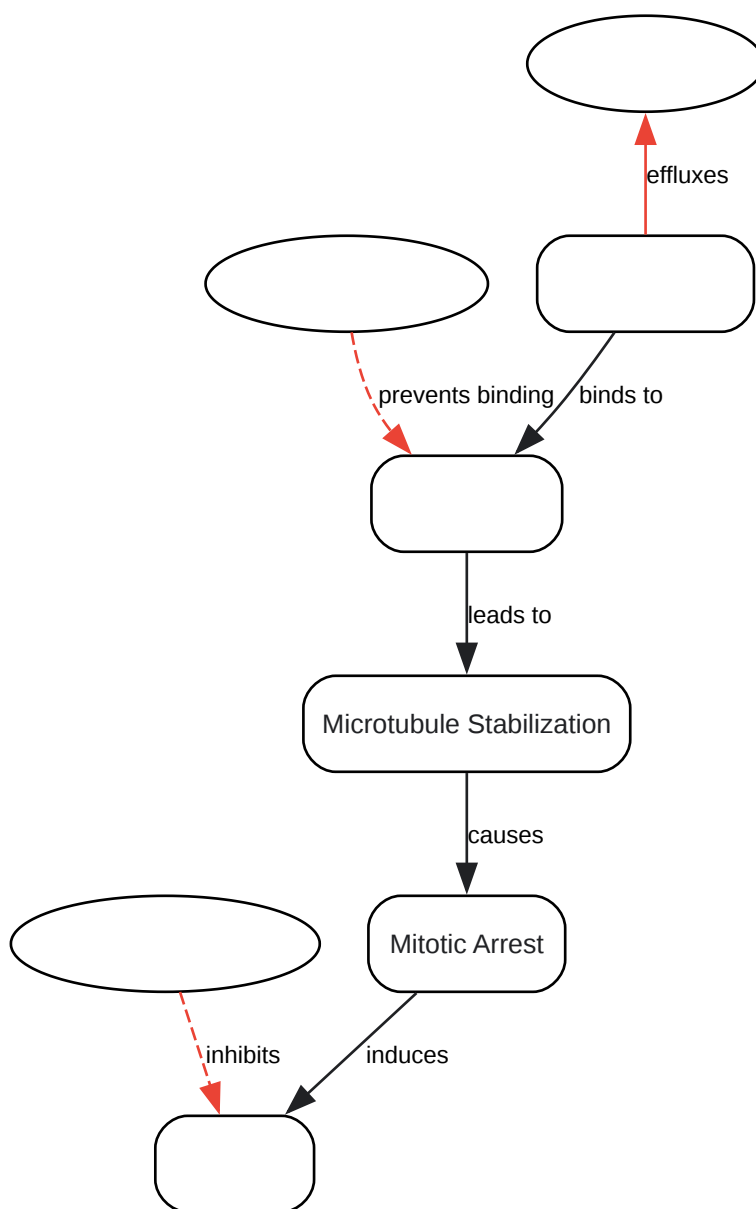 effluxes
prevents binding
binds to
leads to
Microtubule Stabilization
causes
Mitotic Arrest
inhibits
induces